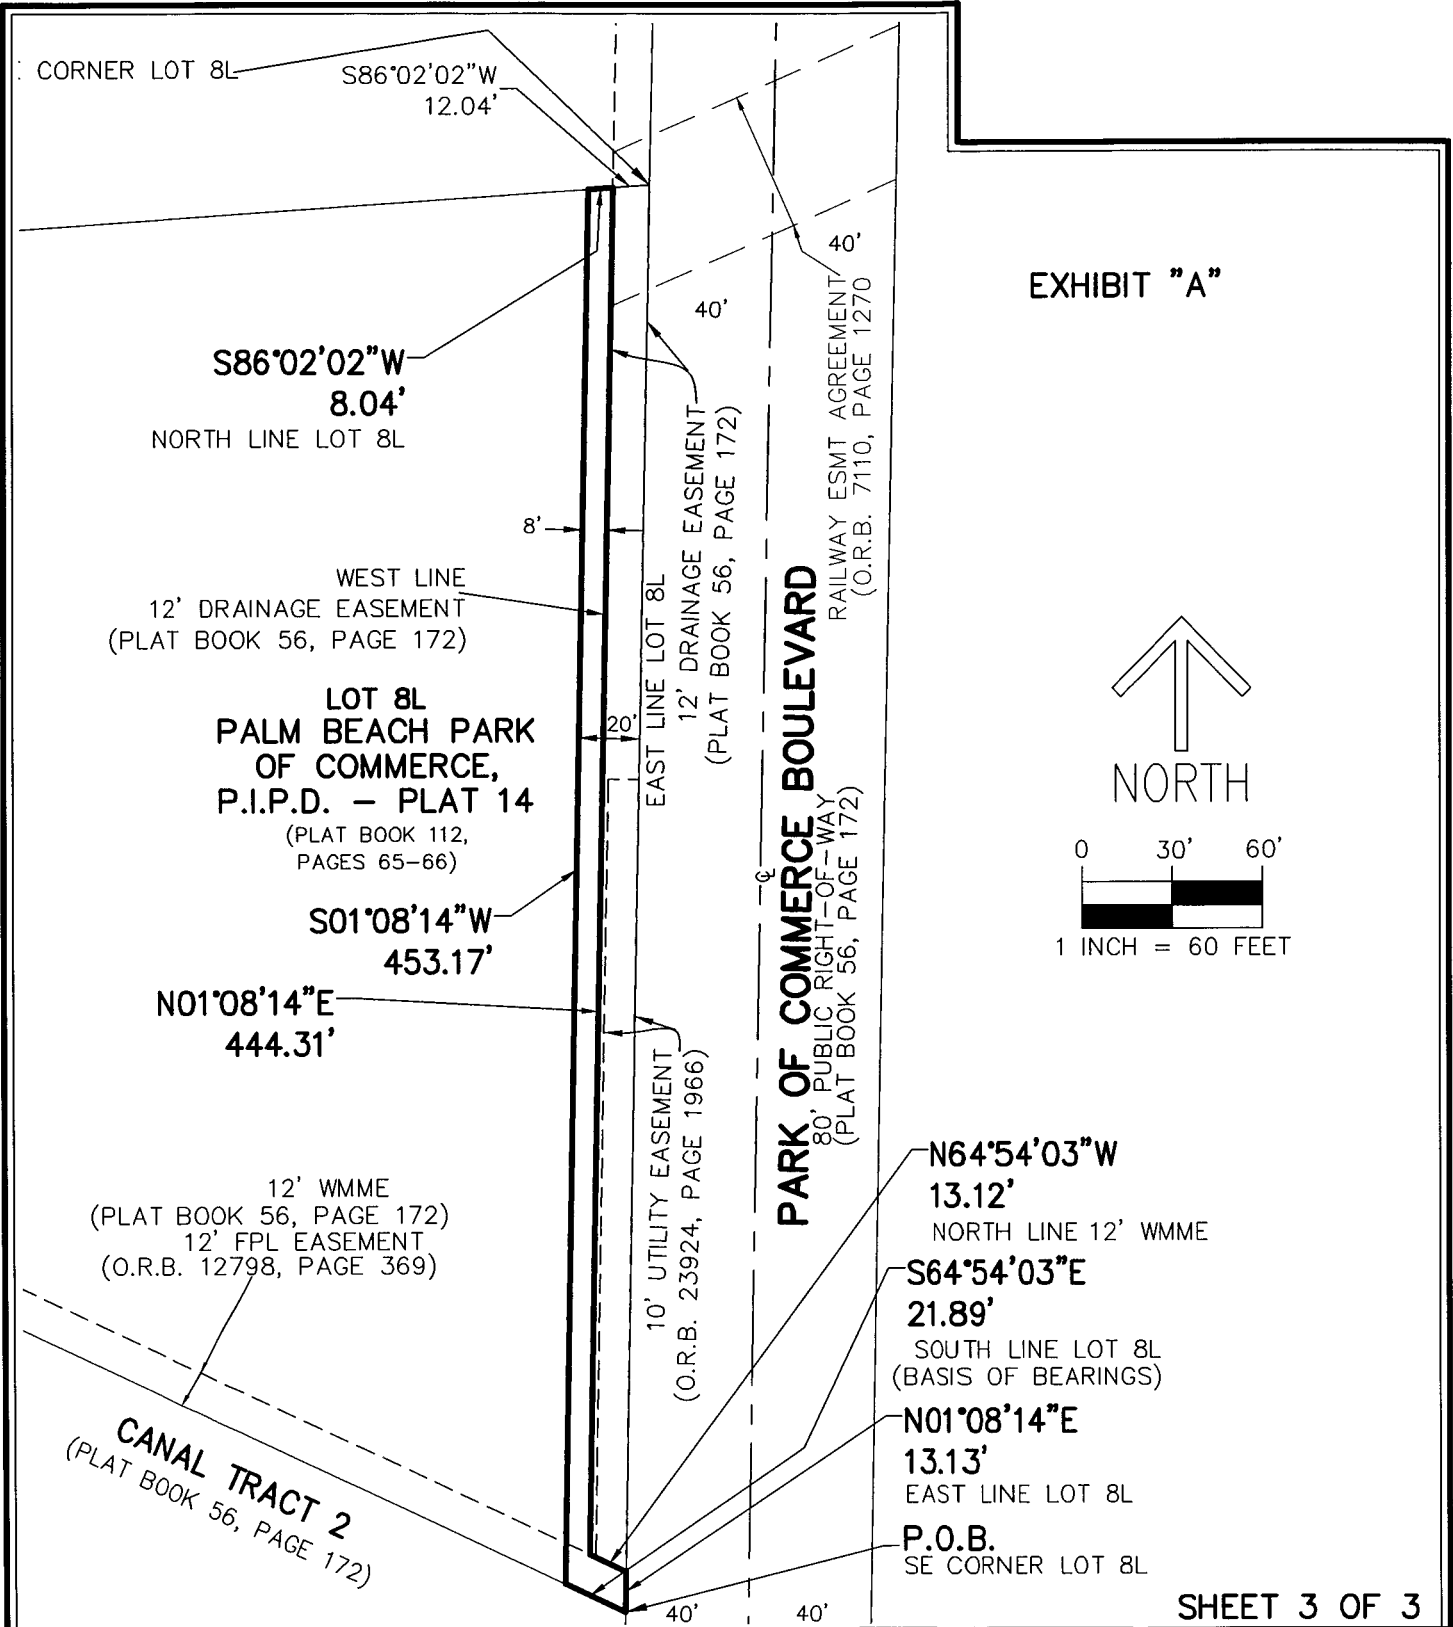 : CORNER LOT 8L
S86°02'02"W
12.04'
40'
40'
EXHIBIT "A"
S86°02'02"W
8.04'
NORTH LINE LOT 8L
RAILWAY ESMT AGREEMENT
(O.R.B. 7110, PAGE 1270
12' DRAINAGE EASEMENT
(PLAT BOOK 56, PAGE 172)
8'
WEST LINE
12' DRAINAGE EASEMENT
(PLAT BOOK 56, PAGE 172)
EAST LINE LOT 8L
LOT 8L
PALM BEACH PARK
OF COMMERCE,
P.I.P.D. – PLAT 14
(PLAT BOOK 112,
PAGES 65–66)
20'
PARK OF COMMERCE BOULEVARD
80' PUBLIC RIGHT–OF–WAY
(PLAT BOOK 56, PAGE 172)
℄
NORTH
0 30' 60'
1 INCH = 60 FEET
S01°08'14"W
453.17'
N01°08'14"E
444.31'
10' UTILITY EASEMENT
(O.R.B. 23924, PAGE 1966)
12' WMME
(PLAT BOOK 56, PAGE 172)
12' FPL EASEMENT
(O.R.B. 12798, PAGE 369)
N64°54'03"W
13.12'
NORTH LINE 12' WMME
S64°54'03"E
21.89'
SOUTH LINE LOT 8L
(BASIS OF BEARINGS)
N01°08'14"E
13.13'
EAST LINE LOT 8L
P.O.B.
SE CORNER LOT 8L
CANAL TRACT 2
(PLAT BOOK 56, PAGE 172)
40'
40'
SHEET 3 OF 3